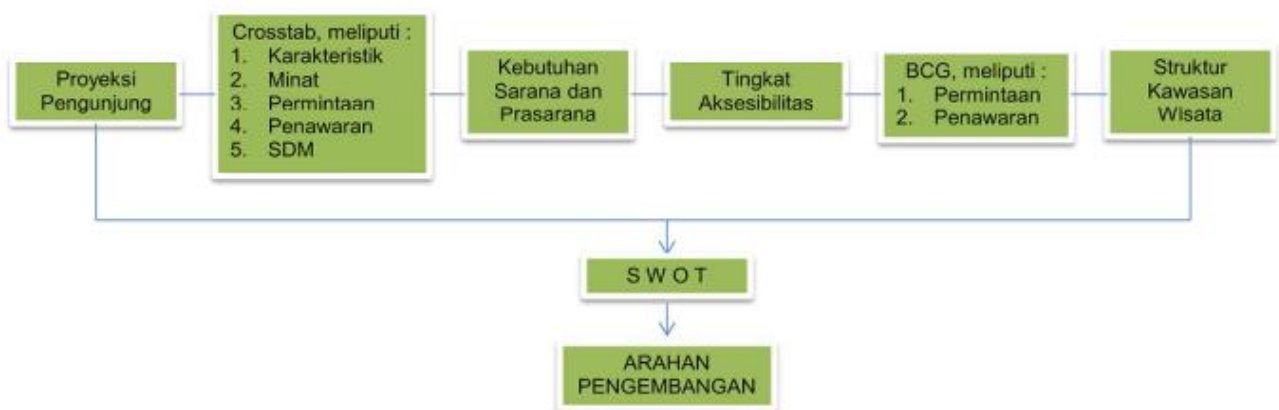 Proyeksi
Pengunjung
Crosstab, meliputi :
1. Karakteristik
2. Minat
3. Permintaan
4. Penawaran
5. SDM
Kebutuhan
Sarana dan
Prasarana
Tingkat
Aksesibilitas
BCG, meliputi :
1. Permintaan
2. Penawaran
Struktur
Kawasan
Wisata
S W O T
ARAHAN
PENGEMBANGAN